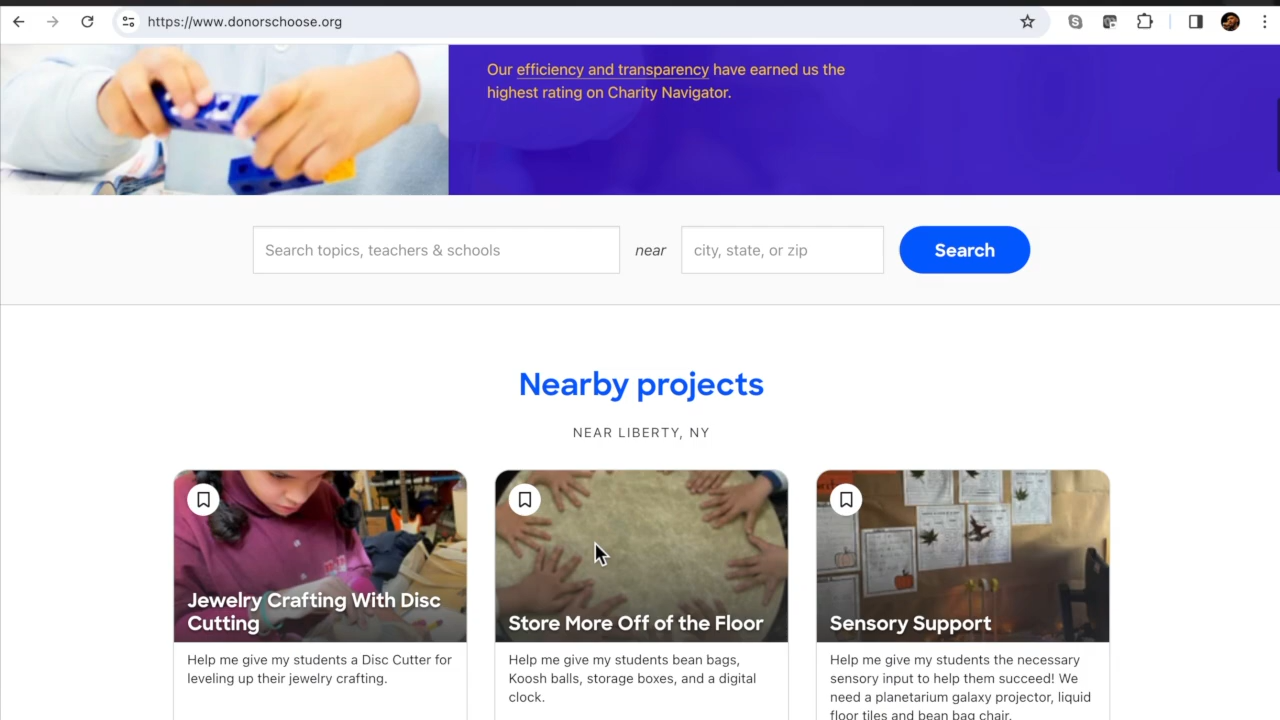 https://www.donorschoose.org
Our efficiency and transparency have earned us the
highest rating on Charity Navigator.
Search topics, teachers & schools
near
city, state, or zip
Search
Nearby projects
NEAR LIBERTY, NY
Jewelry Crafting With Disc
Cutting
Help me give my students a Disc Cutter for
leveling up their jewelry crafting.
Store More Off of the Floor
Help me give my students bean bags,
Koosh balls, storage boxes, and a digital
clock.
Sensory Support
Help me give my students the necessary
sensory input to help them succeed! We
need a planetarium galaxy projector, liquid
floor tiles and bean bag chair.